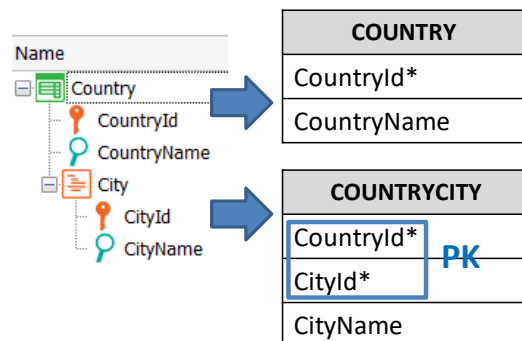 Name
Country
CountryId
CountryName
City
CityId
CityName
COUNTRY
CountryId*
CountryName
COUNTRYCITY
CountryId*
PK
CityId*
CityName